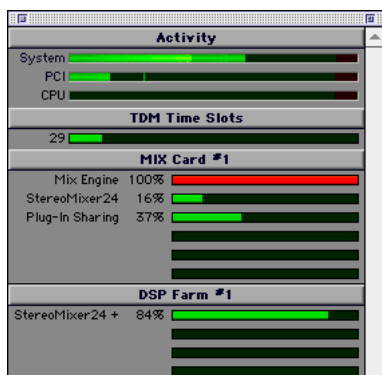 Activity
System
PCI
CPU
TDM Time Slots
29
MIX Card #1
Mix Engine 100%
StereoMixer24 16%
Plug-In Sharing 37%
DSP Farm #1
StereoMixer24 + 84%